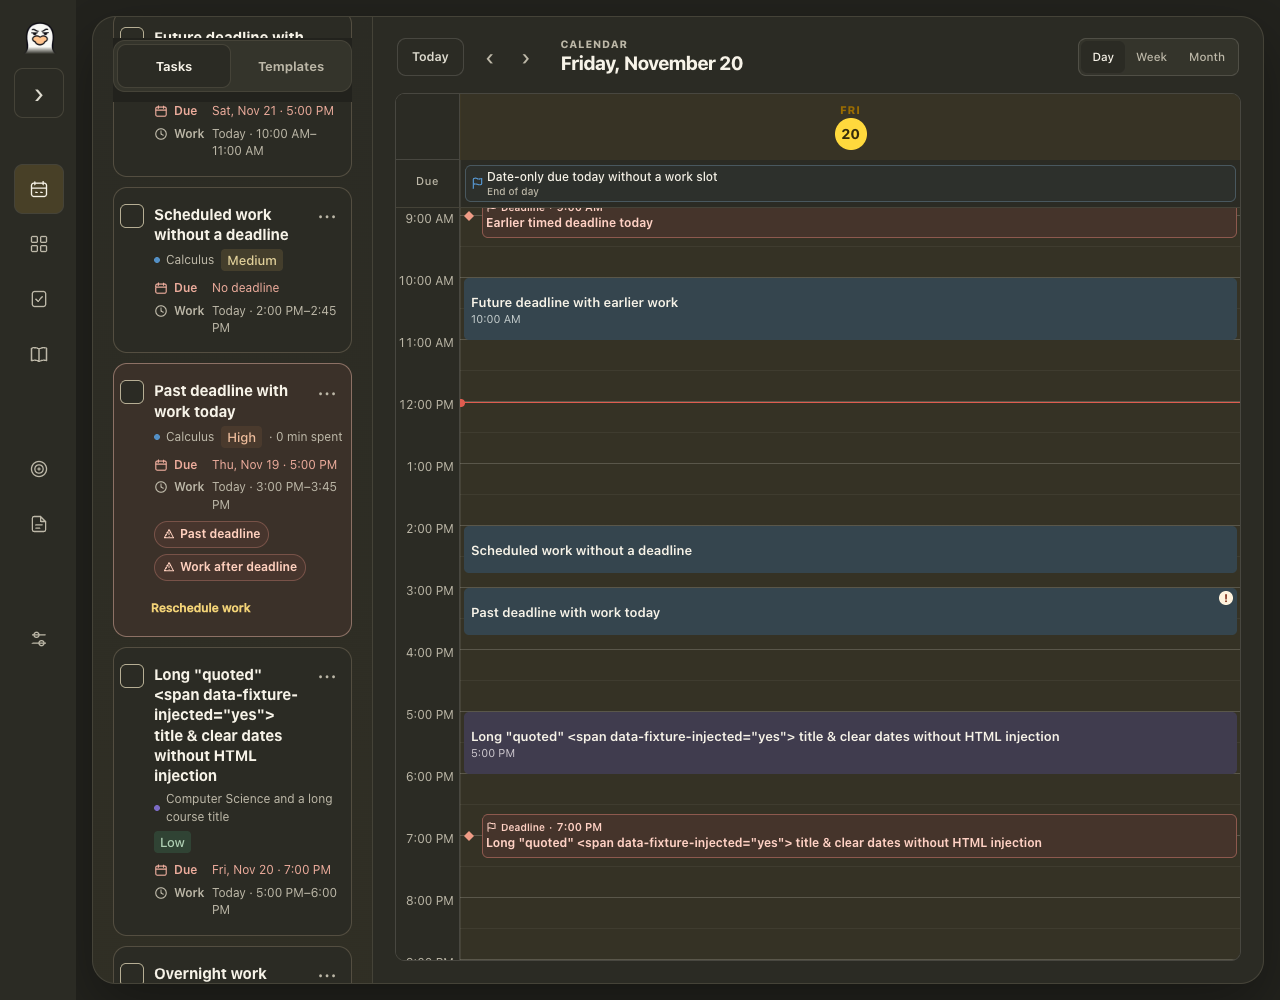 Future deadline with
Tasks
Templates
Due Sat, Nov 21 · 5:00 PM
Work Today · 10:00 AM–
11:00 AM
Scheduled work
without a deadline
Calculus Medium
Due No deadline
Work Today · 2:00 PM–2:45
PM
Past deadline with
work today
Calculus High · 0 min spent
Due Thu, Nov 19 · 5:00 PM
Work Today · 3:00 PM–3:45
PM
Past deadline
Work after deadline
Reschedule work
Long "quoted"
<span data-fixture-
injected="yes">
title & clear dates
without HTML
injection
Computer Science and a long
course title
Low
Due Fri, Nov 20 · 7:00 PM
Work Today · 5:00 PM–6:00
PM
Overnight work
Today
CALENDAR
Friday, November 20
Day Week Month
FRI
20
Due
Date-only due today without a work slot
End of day
9:00 AM
Deadline · 9:00 AM
Earlier timed deadline today
10:00 AM
Future deadline with earlier work
10:00 AM
11:00 AM
12:00 PM
1:00 PM
2:00 PM
Scheduled work without a deadline
3:00 PM
Past deadline with work today
!
4:00 PM
5:00 PM
Long "quoted" <span data-fixture-injected="yes"> title & clear dates without HTML injection
5:00 PM
6:00 PM
Deadline · 7:00 PM
7:00 PM
Long "quoted" <span data-fixture-injected="yes"> title & clear dates without HTML injection
8:00 PM
9:00 PM